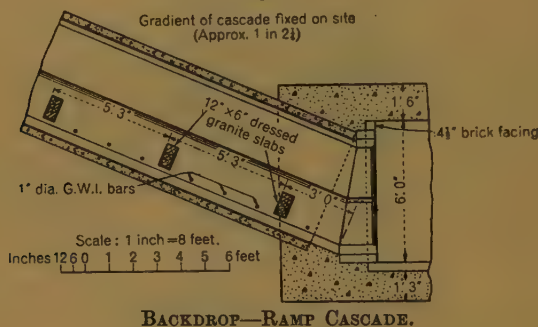 Gradient of cascade fixed on site
(Approx. 1 in 2½)
1' 6"
5' 3"
12"×6" dressed
granite slabs
4½" brick facing
5' 3"
1" dia. G.W.I. bars
3' 0"
6' 0"
Scale : 1 inch=8 feet.
Inches 12 6 0 1 2 3 4 5 6 feet
1' 3"
BACKDROP—RAMP CASCADE.